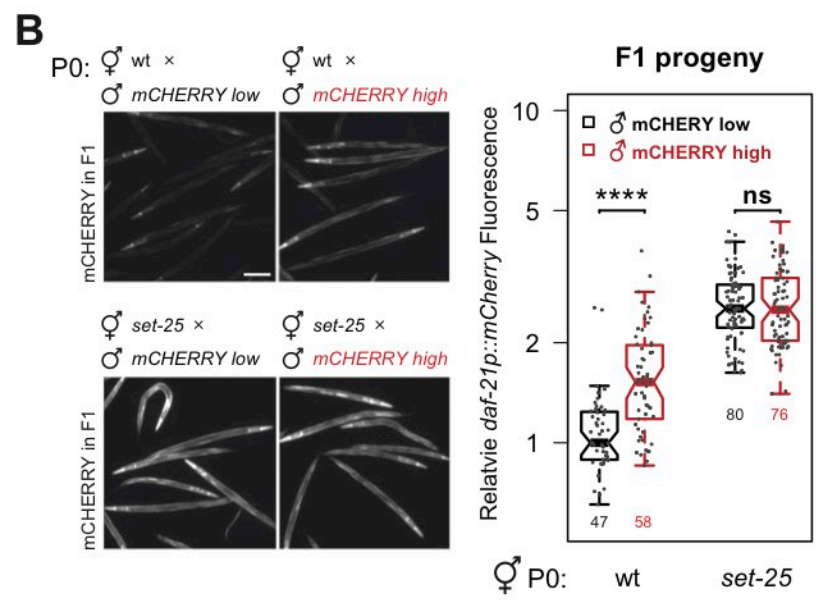 B
P0: ⚥ wt × ⚥ wt ×
♂ mCHERRY low ♂ mCHERRY high
mCHERRY in F1
⚥ set-25 × ⚥ set-25 ×
♂ mCHERRY low ♂ mCHERRY high
mCHERRY in F1
F1 progeny
Relatvie daf-21p::mCherry Fluorescence
10
5
2
1
♂ mCHERY low
♂ mCHERRY high
**** ns
80 76
47 58
⚥ P0: wt set-25